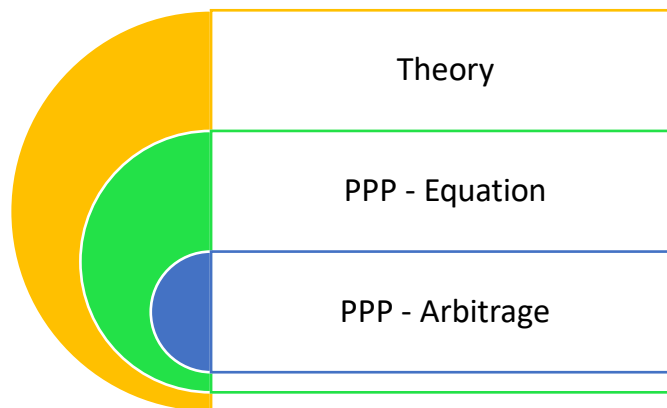 Theory
PPP - Equation
PPP - Arbitrage